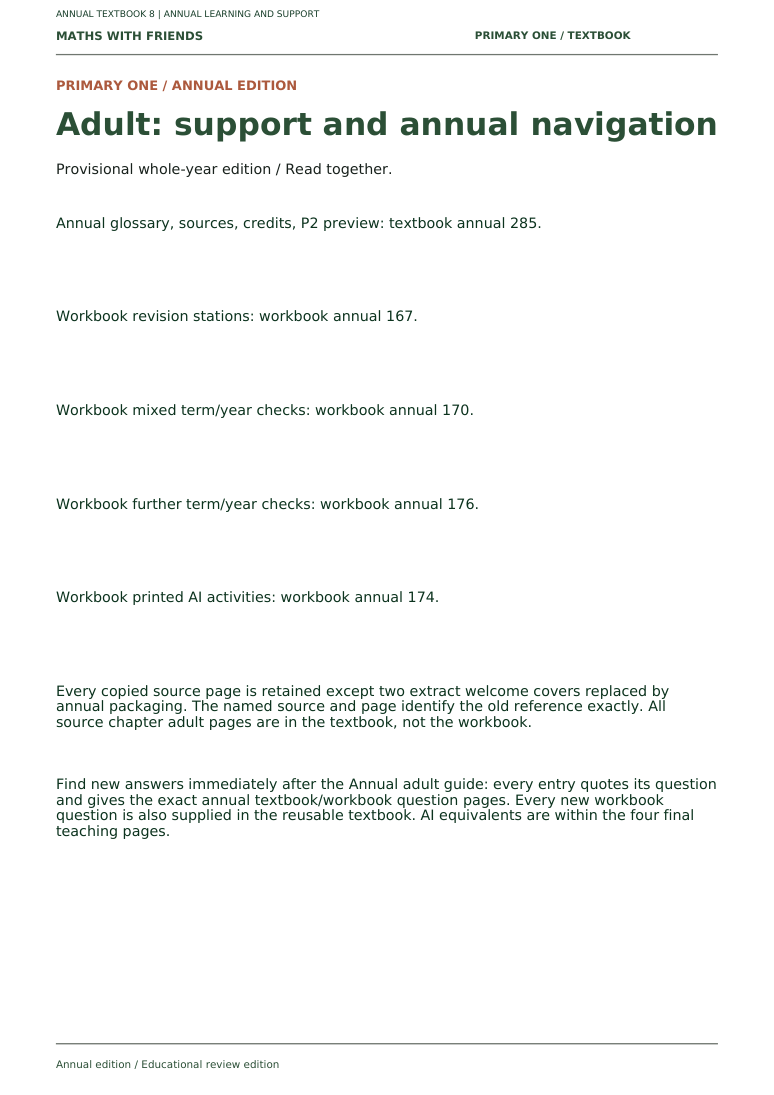 ANNUAL TEXTBOOK 8 | ANNUAL LEARNING AND SUPPORT
MATHS WITH FRIENDS
PRIMARY ONE / TEXTBOOK
PRIMARY ONE / ANNUAL EDITION
Adult: support and annual navigation
Provisional whole-year edition / Read together.
Annual glossary, sources, credits, P2 preview: textbook annual 285.
Workbook revision stations: workbook annual 167.
Workbook mixed term/year checks: workbook annual 170.
Workbook further term/year checks: workbook annual 176.
Workbook printed AI activities: workbook annual 174.
Every copied source page is retained except two extract welcome covers replaced by
annual packaging. The named source and page identify the old reference exactly. All
source chapter adult pages are in the textbook, not the workbook.
Find new answers immediately after the Annual adult guide: every entry quotes its question
and gives the exact annual textbook/workbook question pages. Every new workbook
question is also supplied in the reusable textbook. AI equivalents are within the four final
teaching pages.
Annual edition / Educational review edition